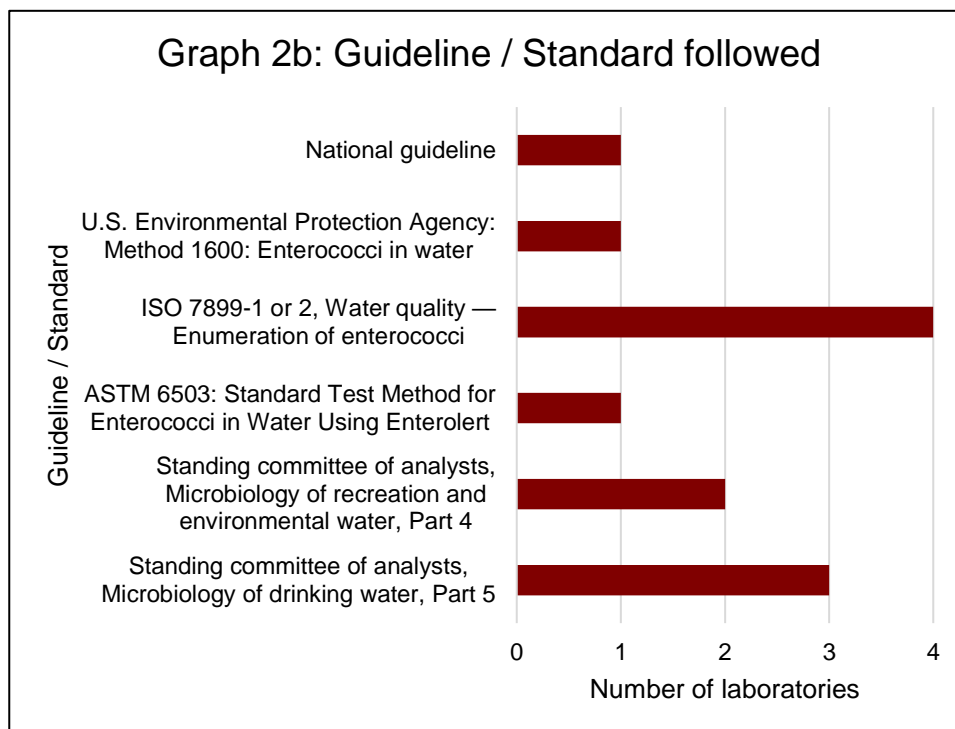 Graph 2b: Guideline / Standard followed
Guideline / Standard
National guideline
U.S. Environmental Protection Agency:
Method 1600: Enterococci in water
ISO 7899-1 or 2, Water quality —
Enumeration of enterococci
ASTM 6503: Standard Test Method for
Enterococci in Water Using Enterolert
Standing committee of analysts,
Microbiology of recreation and
environmental water, Part 4
Standing committee of analysts,
Microbiology of drinking water, Part 5
0 1 2 3 4
Number of laboratories